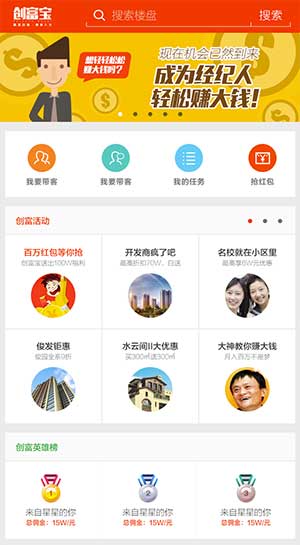 创富宝
搜索楼盘
搜索
想轻轻松松
赚大钱吗?
现在机会已然到来
成为经纪人
轻松赚大钱!
我要带客
我要带客
我的任务
抢红包
创富活动
百万红包等你抢
创富宝送出100W福利
开发商疯了吧
最高折扣70W，白送
名校就在小区里
最高享6W元优惠
俊发钜惠
俊园全系9折
水云间II大优惠
买300㎡送300㎡
大神教你赚大钱
月入百万不是梦
创富英雄榜
1
2
3
来自星星的你
总佣金：15W/元
来自星星的你
总佣金：15W/元
来自星星的你
总佣金：15W/元